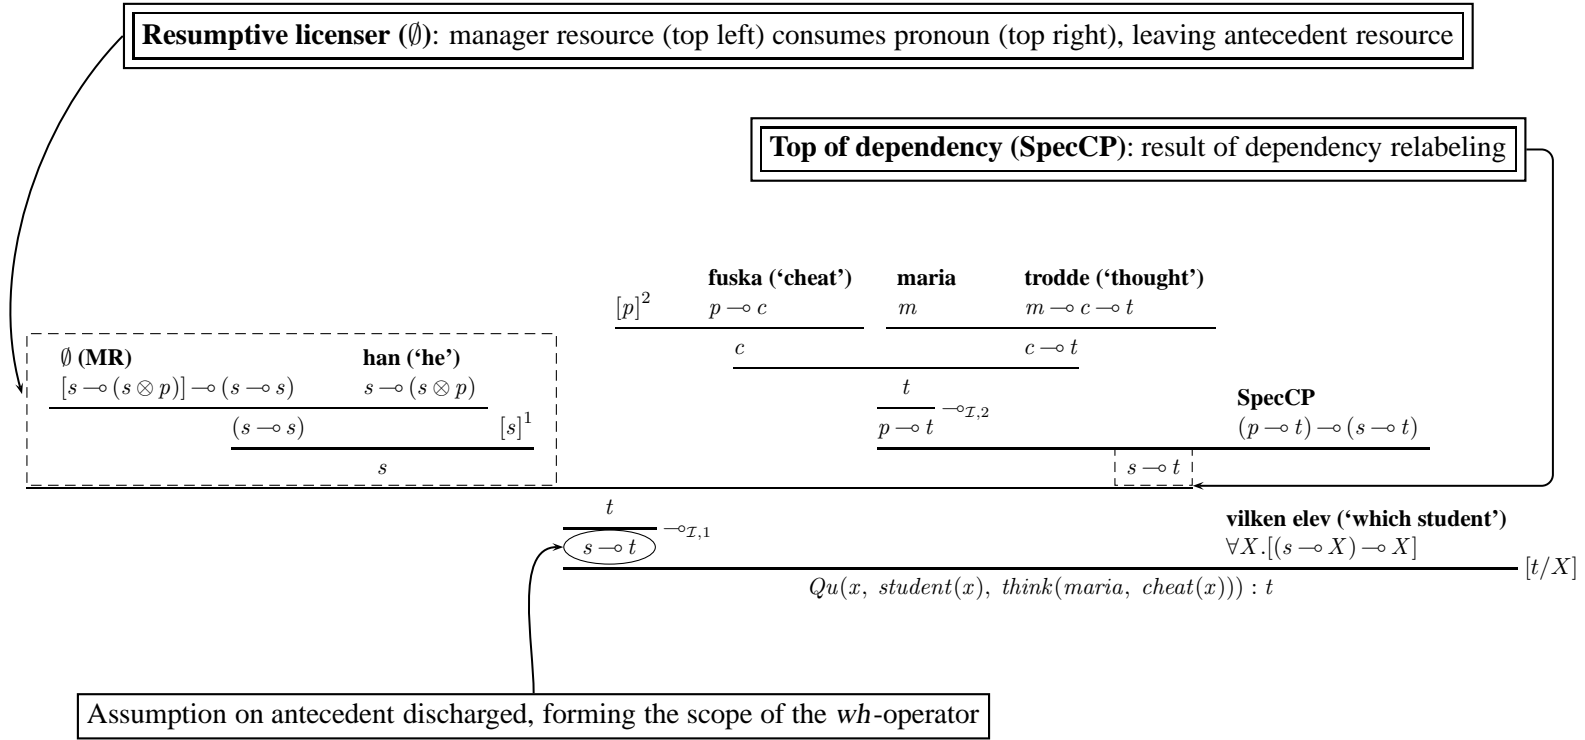 Resumptive licenser (∅): manager resource (top left) consumes pronoun (top right), leaving antecedent resource
Top of dependency (SpecCP): result of dependency relabeling
fuska (‘cheat’) maria trodde (‘thought’)
[p]² p ⊸ c m m ⊸ c ⊸ t
∅ (MR) han (‘he’) c c ⊸ t
[s ⊸ (s ⊗ p)] ⊸ (s ⊸ s) s ⊸ (s ⊗ p) t SpecCP
⊸I,2
(s ⊸ s) [s]¹ p ⊸ t (p ⊸ t) ⊸ (s ⊸ t)
s s ⊸ t
t
vilken elev (‘which student’)
⊸I,1
s ⊸ t ∀X.[(s ⊸ X) ⊸ X]
[t/X]
Qu(x, student(x), think(maria, cheat(x))) : t
Assumption on antecedent discharged, forming the scope of the wh-operator